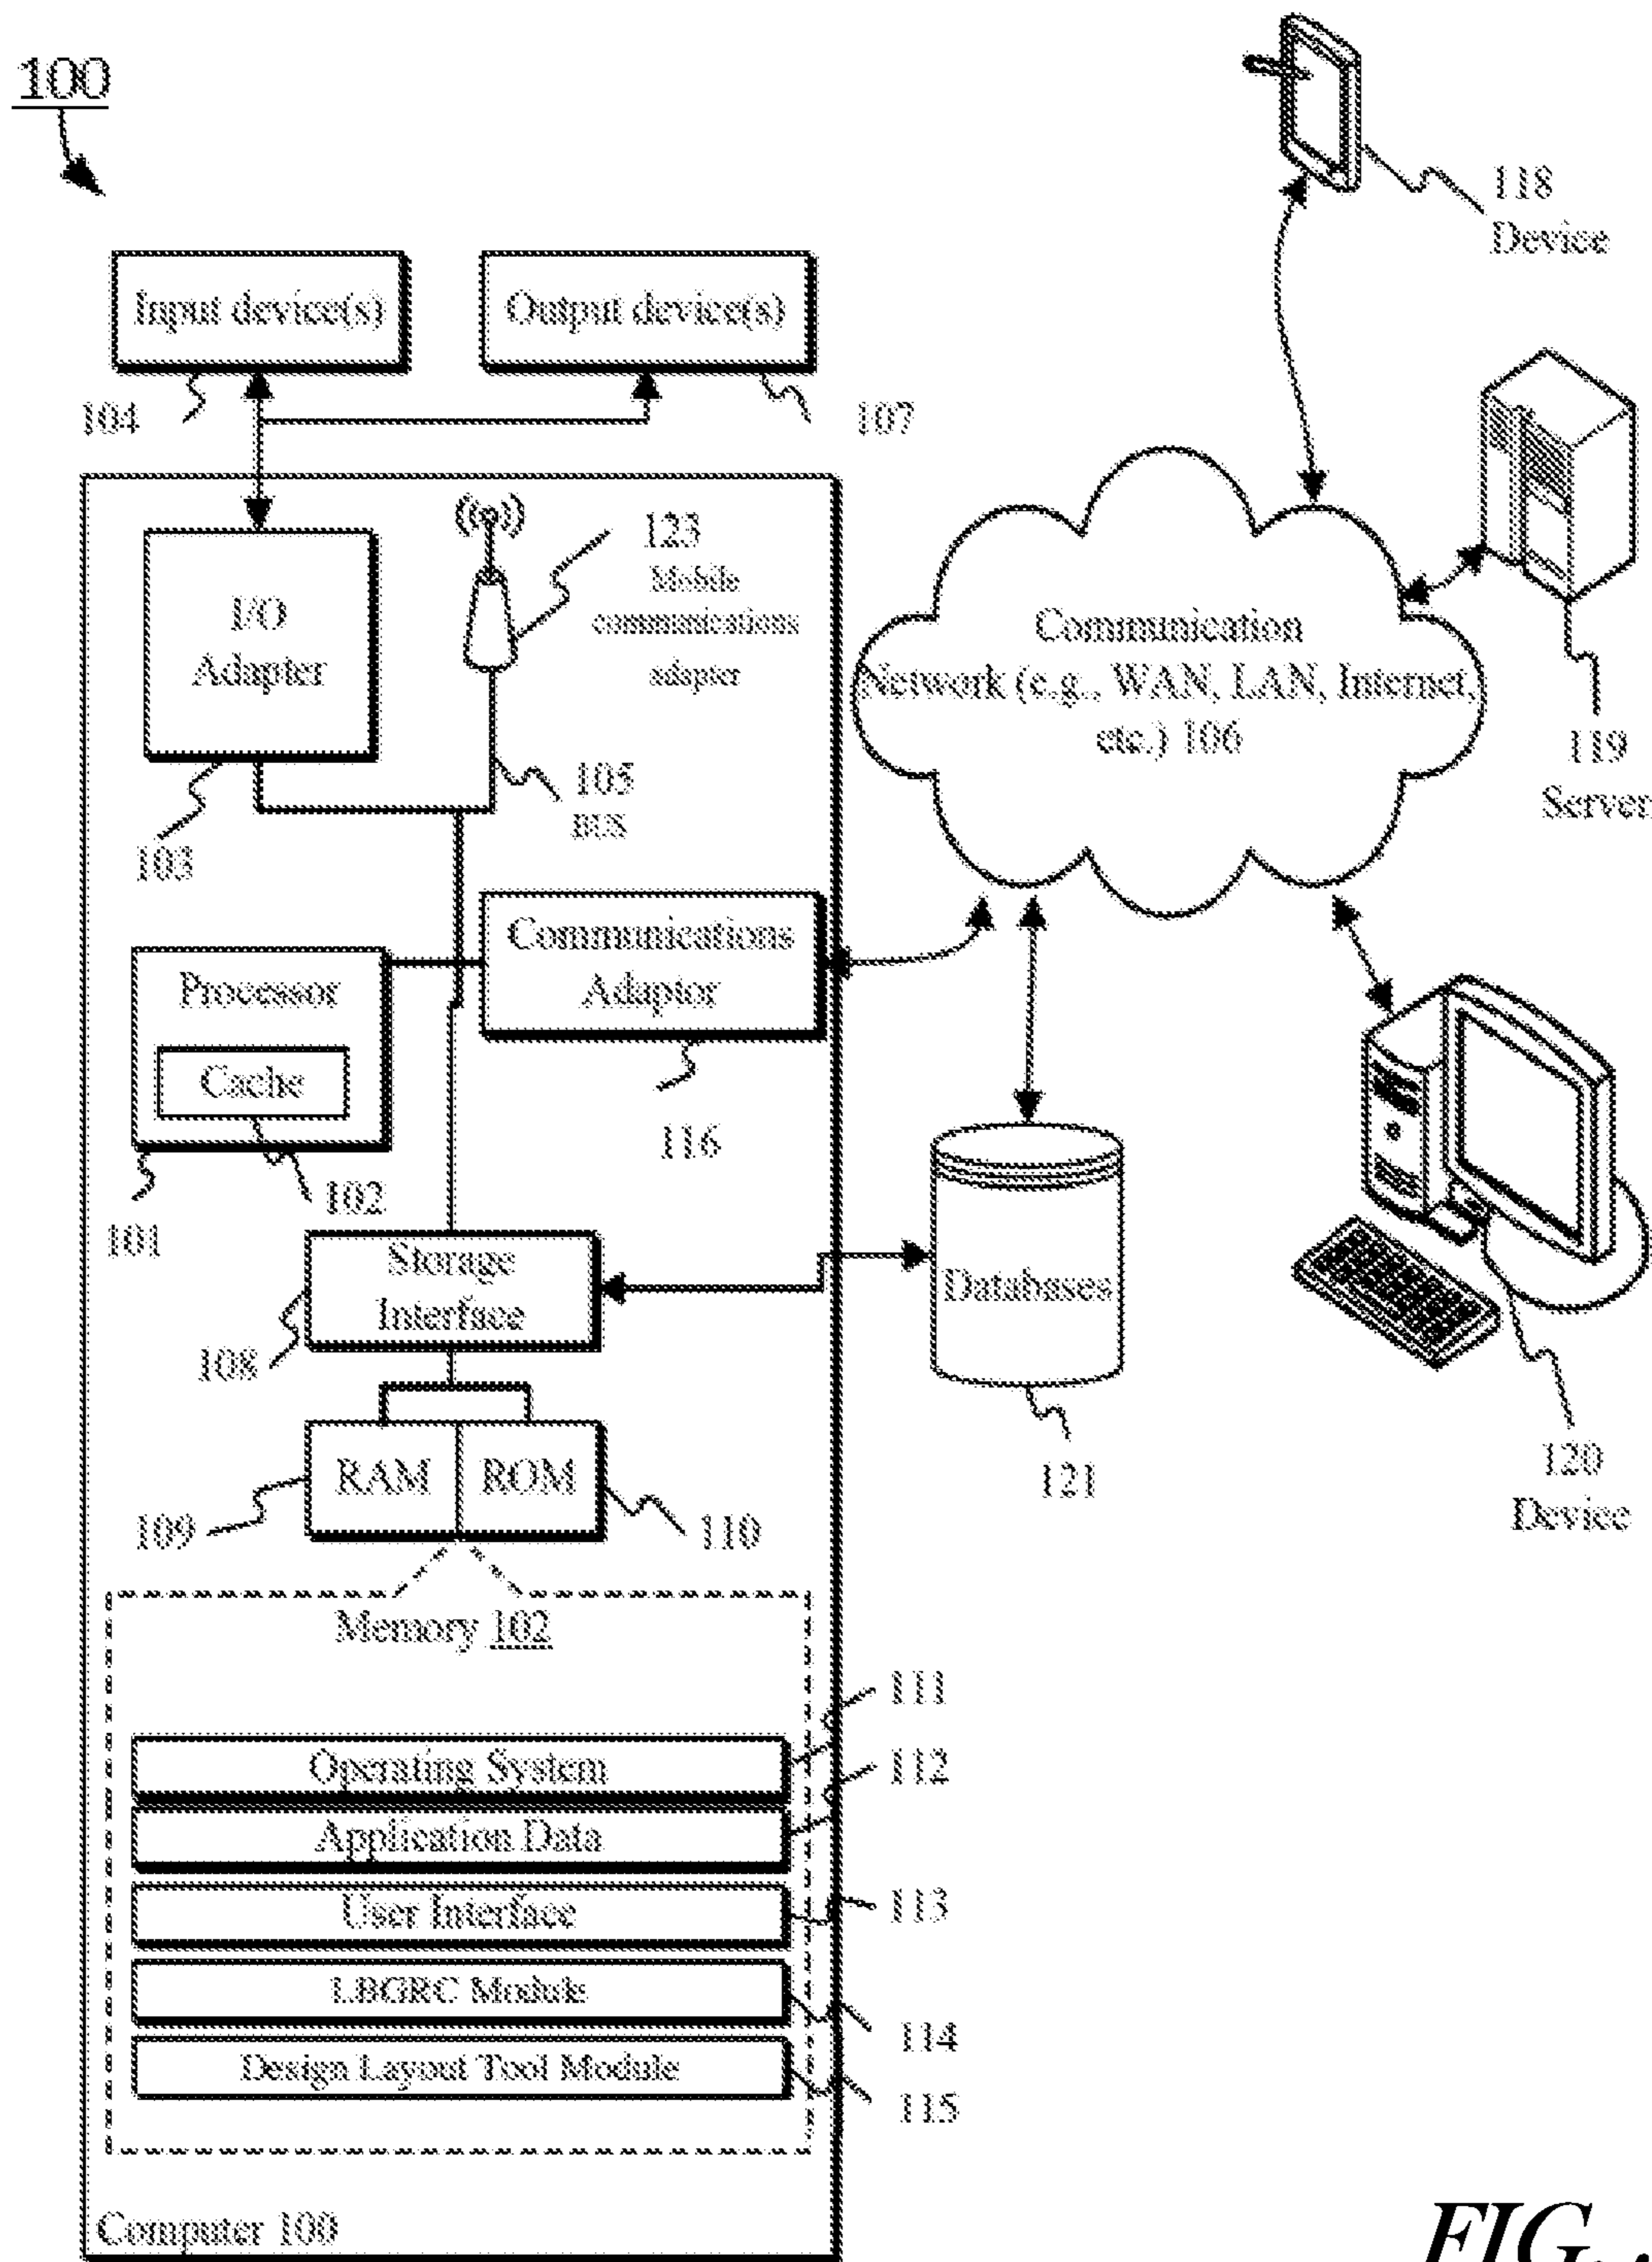 100
118
Device
Input device(s)
Output device(s)
104
107
I/O
Adapter
123
Mobile
communications
adapter
Communication
Network (e.g., WAN, LAN, Internet,
etc.) 106
119
Server
105
BUS
103
Communications
Adaptor
Processor
Cache
116
102
101
Storage
Interface
Databases
108
RAM
ROM
109
110
121
120
Device
Memory 102
111
Operating System
112
Application Data
113
User Interface
LBGRC Module
114
Design Layout Tool Module
115
Computer 100
FIG.